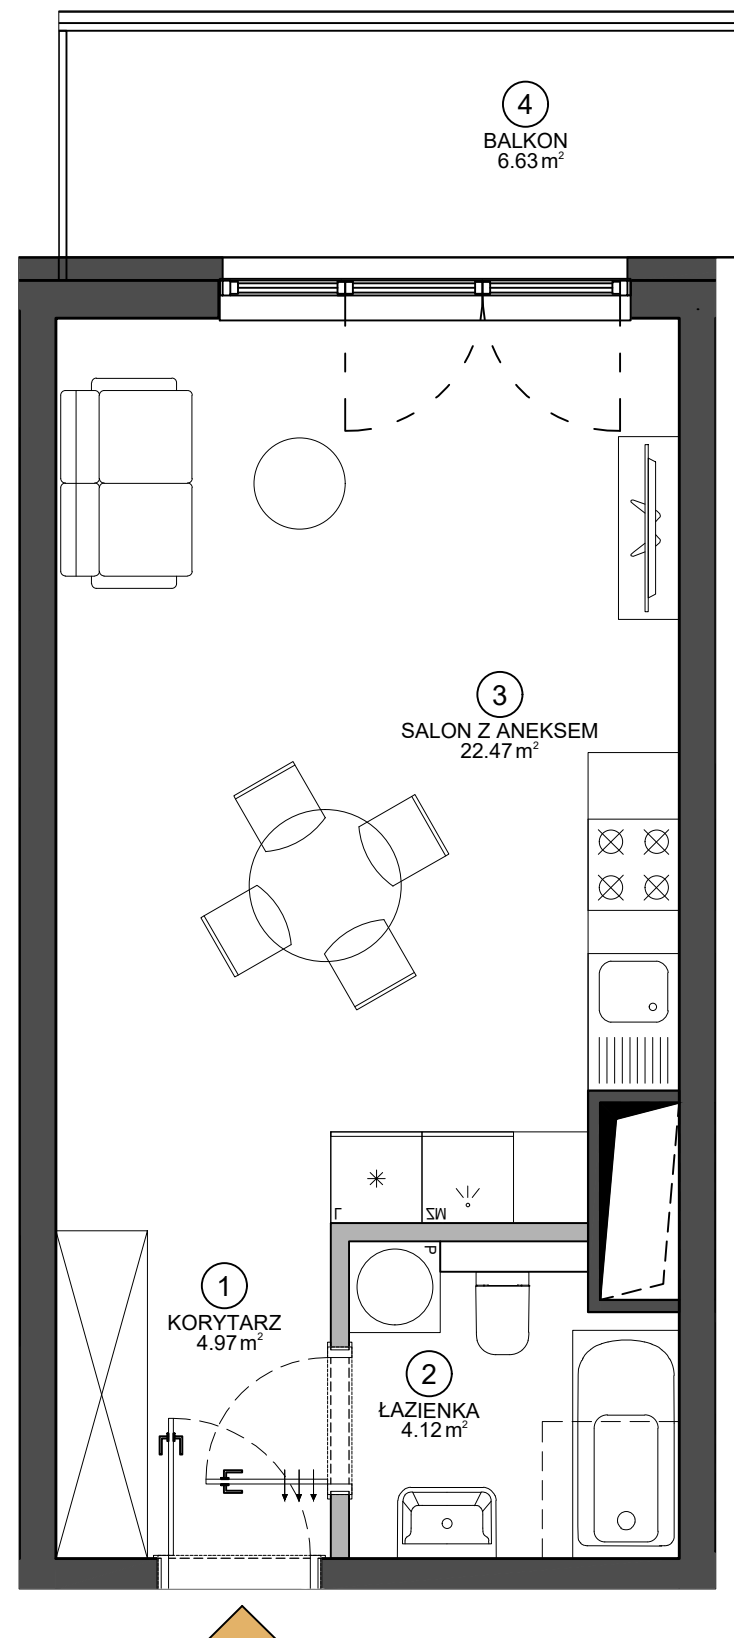 4
BALKON
6.63 m²
3
SALON Z ANEKSEM
22.47 m²
L
ZM
P
1
KORYTARZ
4.97 m²
2
ŁAZIENKA
4.12 m²